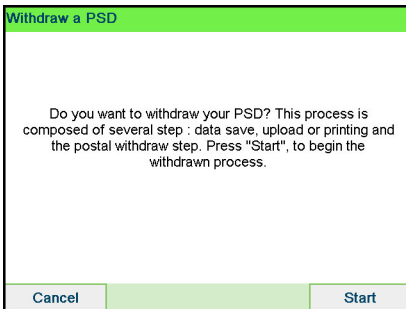 Withdraw a PSD
Do you want to withdraw your PSD? This process is
composed of several step : data save, upload or printing and
the postal withdraw step. Press "Start", to begin the
withdrawn process.
Cancel
Start